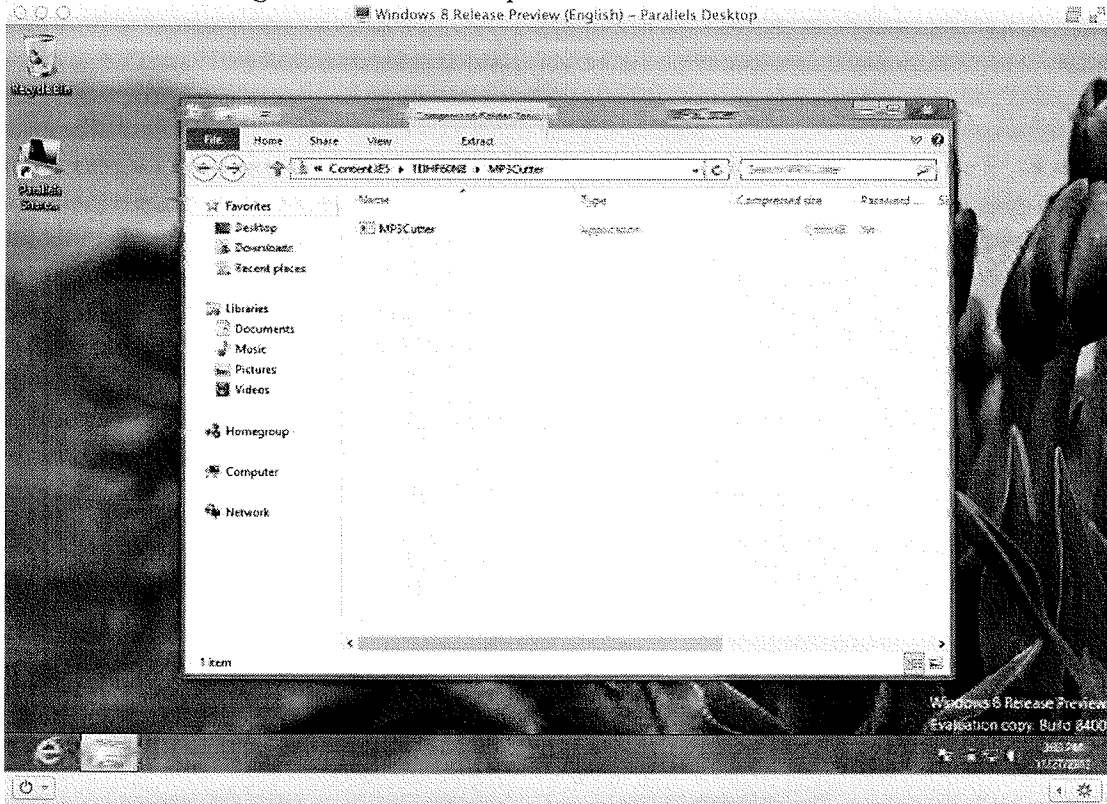 Windows 8 Release Preview (English) – Parallels Desktop
Recycle Bin
Parallels
File Home Share View Extract
« Content.IE5 ▸ TDHF60NB ▸ MP3Cutter
Name Type Compressed size Password ...
Favorites
MP3Cutter Application
Desktop
Downloads
Recent places
Libraries
Documents
Music
Pictures
Videos
Homegroup
Computer
Network
1 item
Windows 8 Release Preview
Evaluation copy. Build 8400